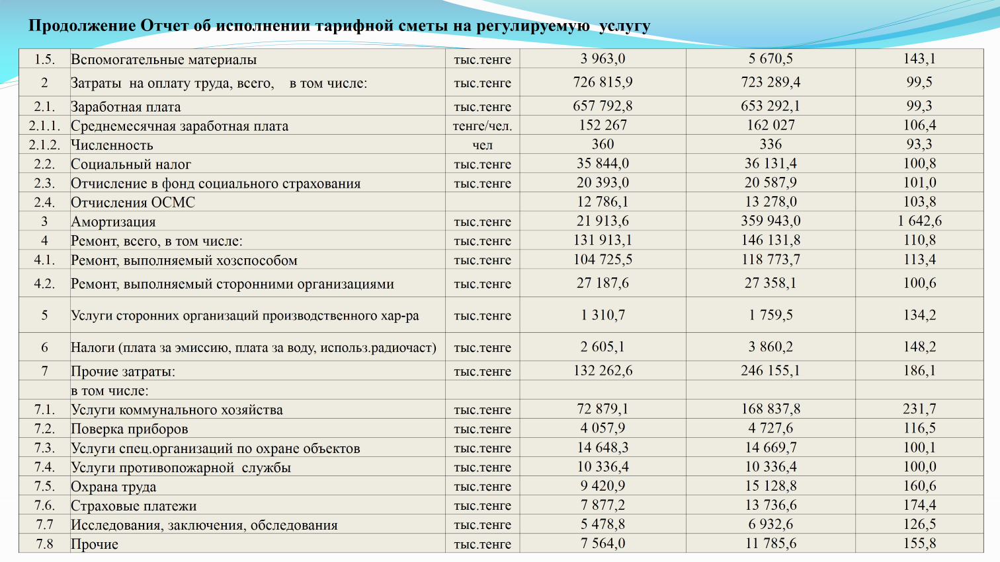 Продолжение Отчет об исполнении тарифной сметы на регулируемую услугу
1.5. Вспомогательные материалы тыс.тенге 3 963,0 5 670,5 143,1
2 Затраты на оплату труда, всего, в том числе: тыс.тенге 726 815,9 723 289,4 99,5
2.1. Заработная плата тыс.тенге 657 792,8 653 292,1 99,3
2.1.1. Среднемесячная заработная плата тенге/чел. 152 267 162 027 106,4
2.1.2. Численность чел 360 336 93,3
2.2. Социальный налог тыс.тенге 35 844,0 36 131,4 100,8
2.3. Отчисление в фонд социального страхования тыс.тенге 20 393,0 20 587,9 101,0
2.4. Отчисления ОСМС 12 786,1 13 278,0 103,8
3 Амортизация тыс.тенге 21 913,6 359 943,0 1 642,6
4 Ремонт, всего, в том числе: тыс.тенге 131 913,1 146 131,8 110,8
4.1. Ремонт, выполняемый хозспособом тыс.тенге 104 725,5 118 773,7 113,4
4.2. Ремонт, выполняемый сторонними организациями тыс.тенге 27 187,6 27 358,1 100,6
5 Услуги сторонних организаций производственного хар-ра тыс.тенге 1 310,7 1 759,5 134,2
6 Налоги (плата за эмиссию, плата за воду, использ.радиочаст) тыс.тенге 2 605,1 3 860,2 148,2
7 Прочие затраты: тыс.тенге 132 262,6 246 155,1 186,1
в том числе:
7.1. Услуги коммунального хозяйства тыс.тенге 72 879,1 168 837,8 231,7
7.2. Поверка приборов тыс.тенге 4 057,9 4 727,6 116,5
7.3. Услуги спец.организаций по охране объектов тыс.тенге 14 648,3 14 669,7 100,1
7.4. Услуги противопожарной службы тыс.тенге 10 336,4 10 336,4 100,0
7.5. Охрана труда тыс.тенге 9 420,9 15 128,8 160,6
7.6. Страховые платежи тыс.тенге 7 877,2 13 736,6 174,4
7.7 Исследования, заключения, обследования тыс.тенге 5 478,8 6 932,6 126,5
7.8 Прочие тыс.тенге 7 564,0 11 785,6 155,8